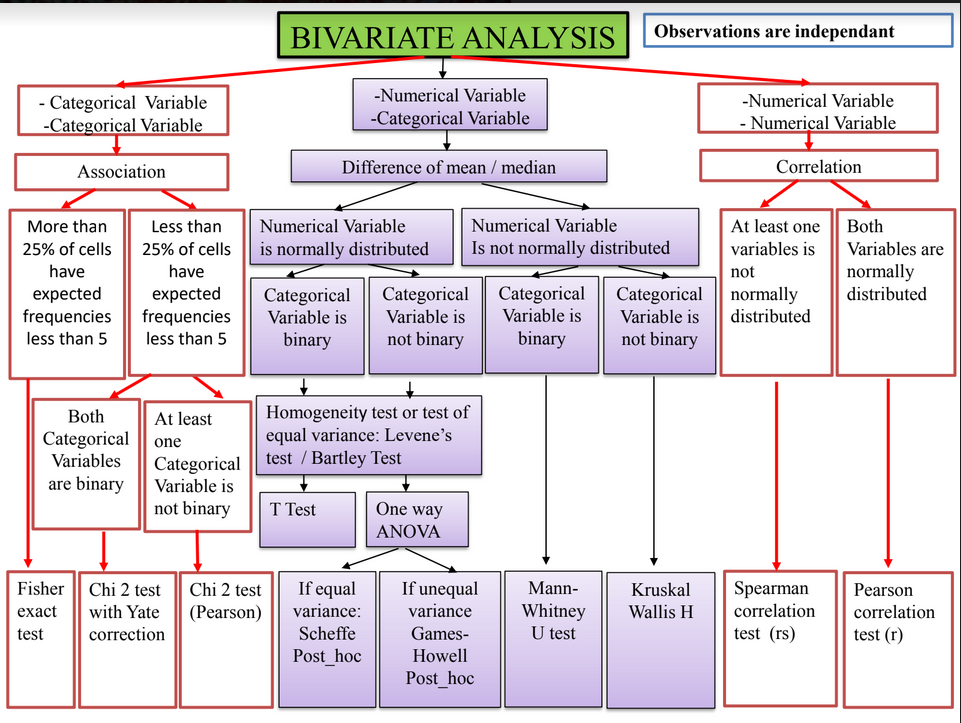 BIVARIATE ANALYSIS
Observations are independant
- Categorical Variable
-Categorical Variable
-Numerical Variable
-Categorical Variable
-Numerical Variable
- Numerical Variable
Association
Difference of mean / median
Correlation
More than
25% of cells
have
expected
frequencies
less than 5
Less than
25% of cells
have
expected
frequencies
less than 5
Numerical Variable
is normally distributed
Numerical Variable
Is not normally distributed
At least one
variables is
not
normally
distributed
Both
Variables are
normally
distributed
Categorical
Variable is
binary
Categorical
Variable is
not binary
Categorical
Variable is
binary
Categorical
Variable is
not binary
Both
Categorical
Variables
are binary
At least
one
Categorical
Variable is
not binary
Homogeneity test or test of
equal variance: Levene's
test / Bartley Test
T Test
One way
ANOVA
Fisher
exact
test
Chi 2 test
with Yate
correction
Chi 2 test
(Pearson)
If equal
variance:
Scheffe
Post_hoc
If unequal
variance
Games-
Howell
Post_hoc
Mann-
Whitney
U test
Kruskal
Wallis H
Spearman
correlation
test (rs)
Pearson
correlation
test (r)